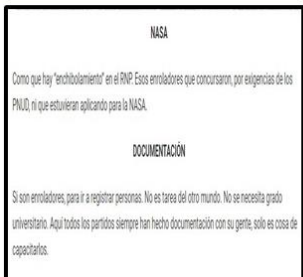 NASA
Como que hay "enchibolamiento" en el RNP. Esos enroladores que concursaron, por exigencias de los
PNUD, ni que estuvieran aplicando para la NASA.
DOCUMENTACIÓN
Si son enroladores, para ir a registrar personas. No es tarea del otro mundo. No se necesita grado
universitario. Aquí todos los partidos siempre han hecho documentación con su gente, solo es cosa de
capacitarlos.